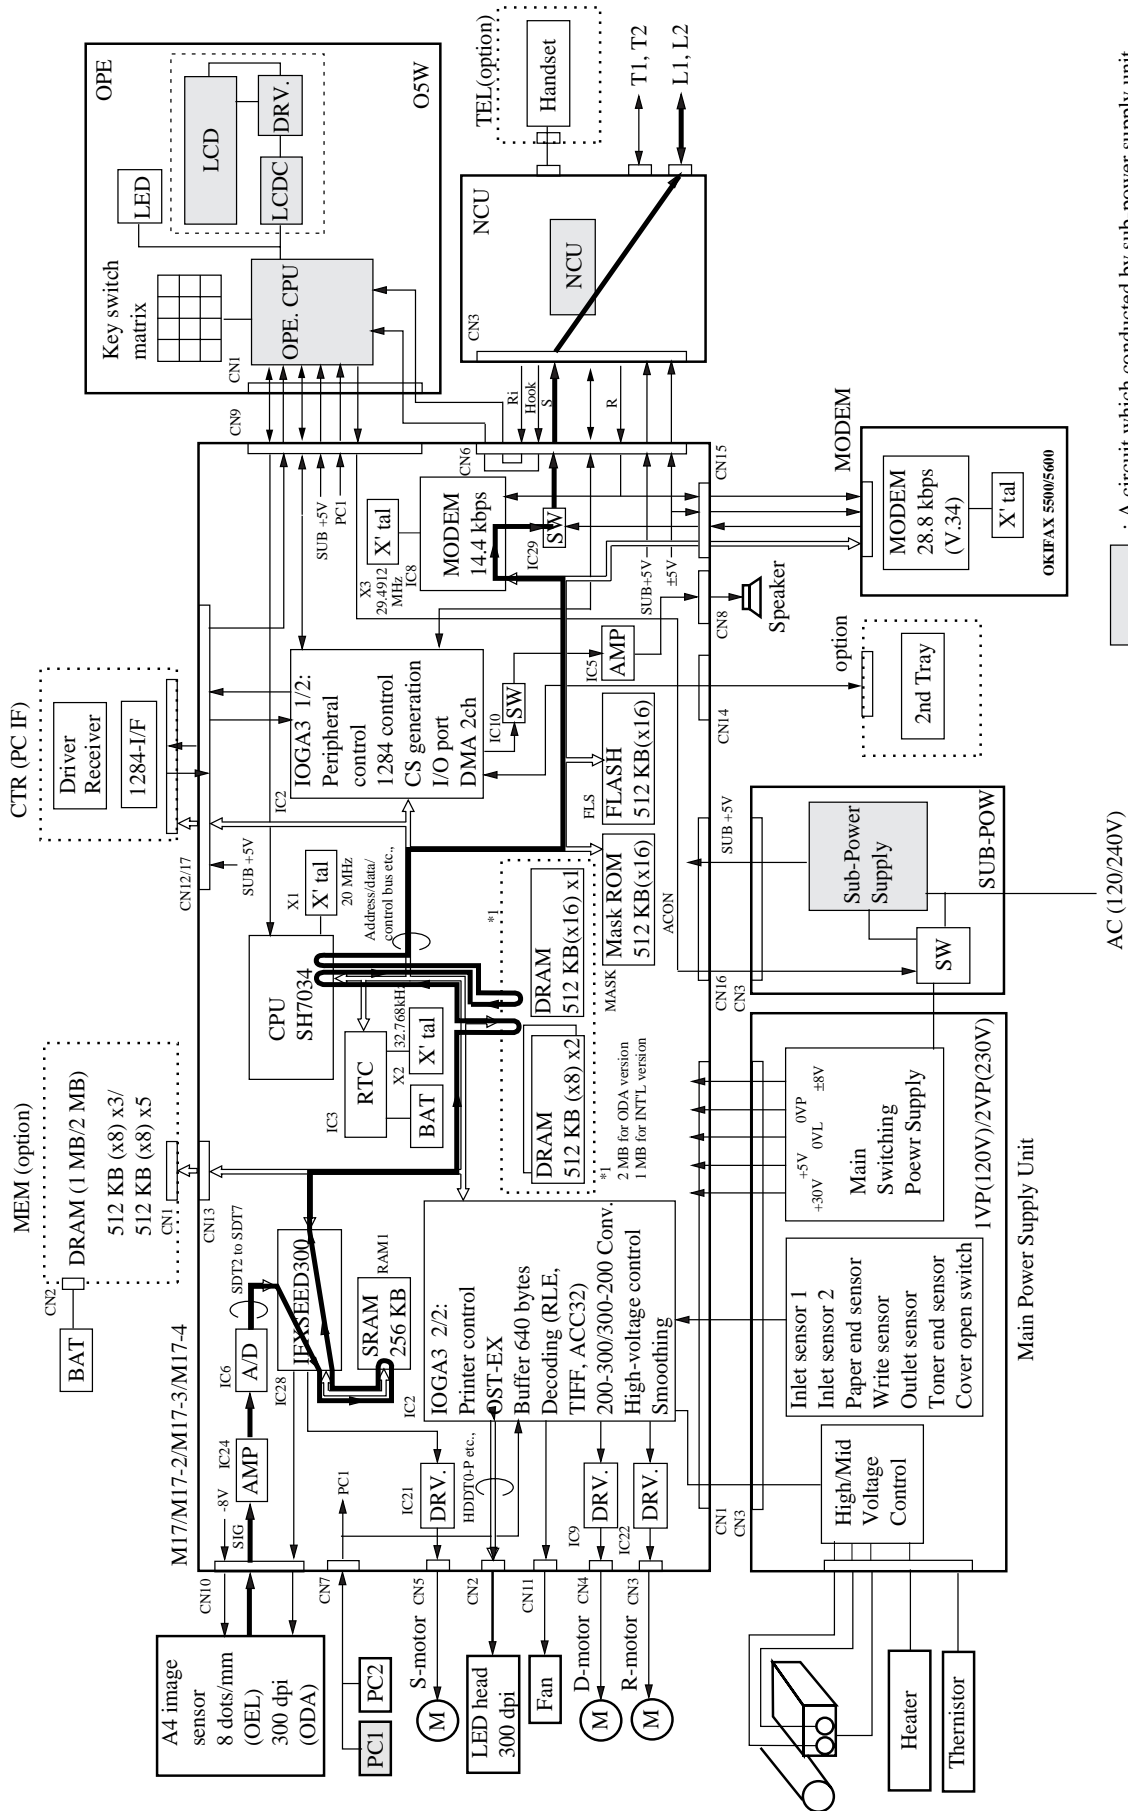 OPE
Key switch
matrix
LED
LCD
DRV.
LCDC
OPE. CPU
CN1
O5W
TEL(option)
Handset
T1, T2
L1, L2
NCU
NCU
CN3
CTR (PC IF)
Driver
Receiver
1284-I/F
CN12/17
SUB +5V
CN9
SUB +5V
PC1
CN6
Ri
Hook
S
R
CN15
X3
29.4912
MHz
X' tal
IC8
MODEM
14.4 kbps
IC29
SW
SUB+5V
±5V
MODEM
MODEM
28.8 kbps
(V.34)
X' tal
OKIFAX 5500/5600
CN8
Speaker
IC2
IOGA3 1/2:
Peripheral
control
1284 control
CS generation
I/O port
DMA 2ch
IC10
SW
IC5
AMP
CN14
option
2nd Tray
X1
X' tal
20 MHz
CPU
SH7034
Address/data/
control bus etc.,
FLS
FLASH
512 KB(x16)
Mask ROM
512 KB(x16)
MASK
*1
DRAM
512 KB(x16) x1
DRAM
512 KB (x8) x2
*1
2 MB for ODA version
1 MB for INT'L version
IC3
RTC
X2
32.768kHz
X' tal
BAT
MEM (option)
DRAM (1 MB/2 MB)
512 KB (x8) x3/
512 KB (x8) x5
CN1
CN13
CN2
BAT
M17/M17-2/M17-3/M17-4
SDT2 to SDT7
IC6
A/D
IC24
AMP
IC28
IFXSEED300
RAM1
SRAM
256 KB
IC2
IOGA3 2/2:
Printer control
OST-EX
Buffer 640 bytes
Decoding (RLE,
TIFF, ACC32)
200-300/300-200 Conv.
High-voltage control
Smoothing
-8V
SIG
CN10
A4 image
sensor
8 dots/mm
(OEL)
300 dpi
(ODA)
CN7
PC1
PC1
PC2
IC21
DRV.
HDDT0-P etc.,
S-motor
CN5
M
CN2
LED head
300 dpi
CN11
Fan
IC9
DRV.
D-motor
CN4
M
IC22
DRV.
R-motor
CN3
M
ACON
SUB +5V
CN16
CN3
Sub-Power
Supply
SW
SUB-POW
AC (120/240V)
+30V
+5V
0VL
0VP
±8V
Main
Switching
Poewr Supply
1VP(120V)/2VP(230V)
Main Power Supply Unit
Inlet sensor 1
Inlet sensor 2
Paper end sensor
Write sensor
Outlet sensor
Toner end sensor
Cover open switch
CN1
CN3
High/Mid
Voltage
Control
Heater
Thernistor
: A circuit which conducted by sub power supply unit